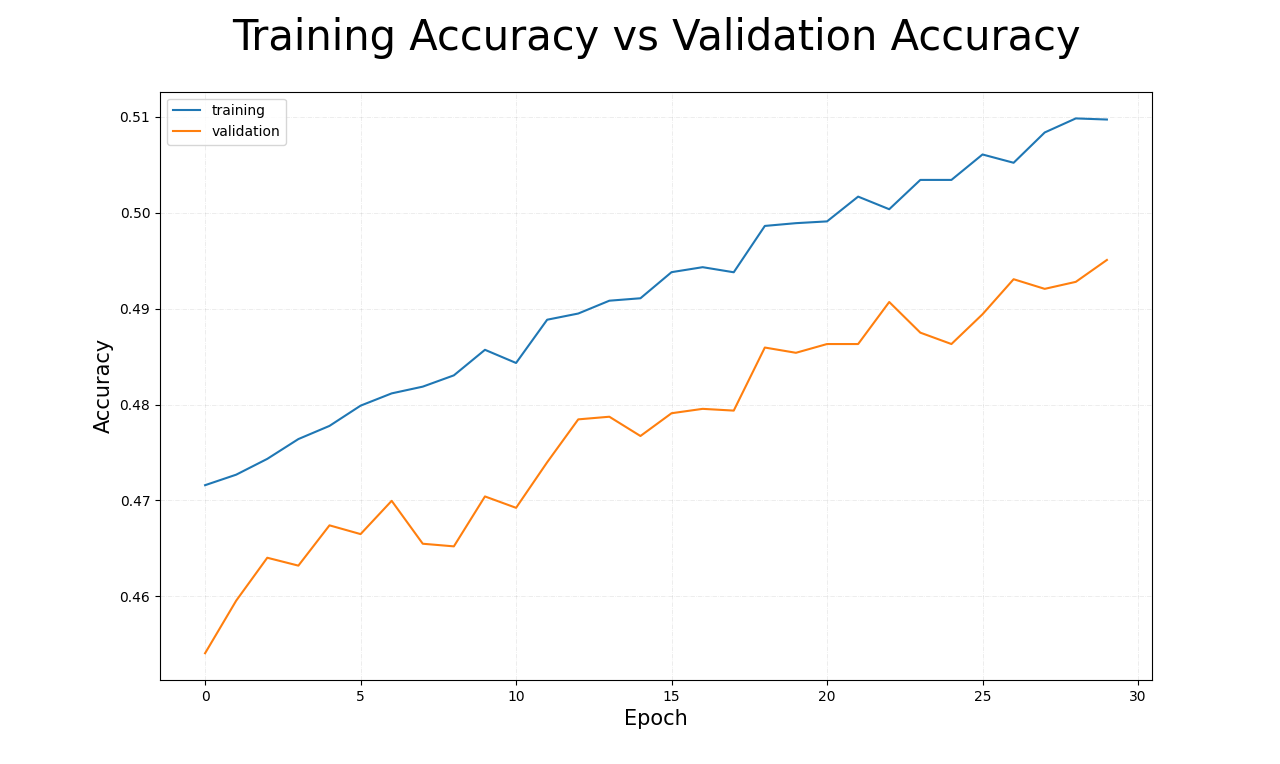 Training Accuracy vs Validation Accuracy
training
validation
0.51
0.50
0.49
0.48
0.47
0.46
Accuracy
0 5 10 15 20 25 30
Epoch